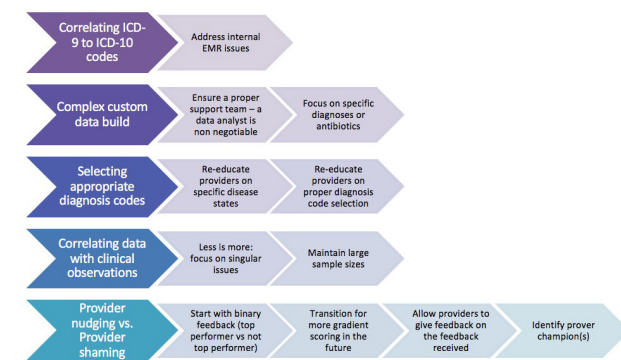 Correlating ICD-
9 to ICD-10
codes
Address internal
EMR issues
Complex custom
data build
Ensure a proper
support team – a
data analyst is
non negotiable
Focus on specific
diagnoses or
antibiotics
Selecting
appropriate
diagnosis codes
Re-educate
providers on
specific disease
states
Re-educate
providers on
proper diagnosis
code selection
Correlating data
with clinical
observations
Less is more:
focus on singular
issues
Maintain large
sample sizes
Provider
nudging vs.
Provider
shaming
Start with binary
feedback (top
performer vs not
top performer)
Transition for
more gradient
scoring in the
future
Allow providers to
give feedback on
the feedback
received
Identify prover
champion(s)